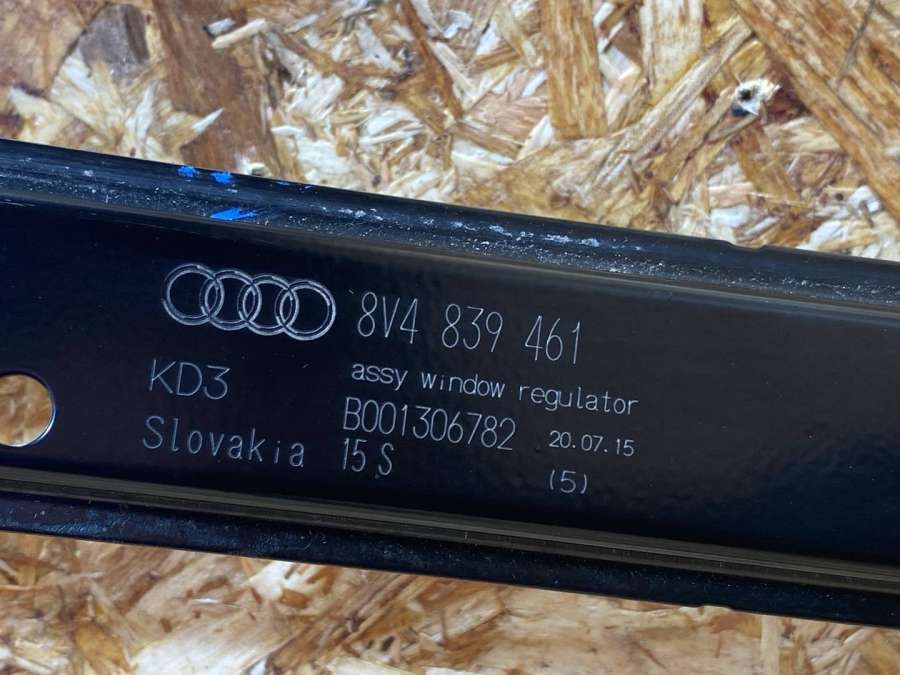 8V4 839 461
KD3 assy window regulator
B001306782 20.07.15
Slovakia 15 S (5)